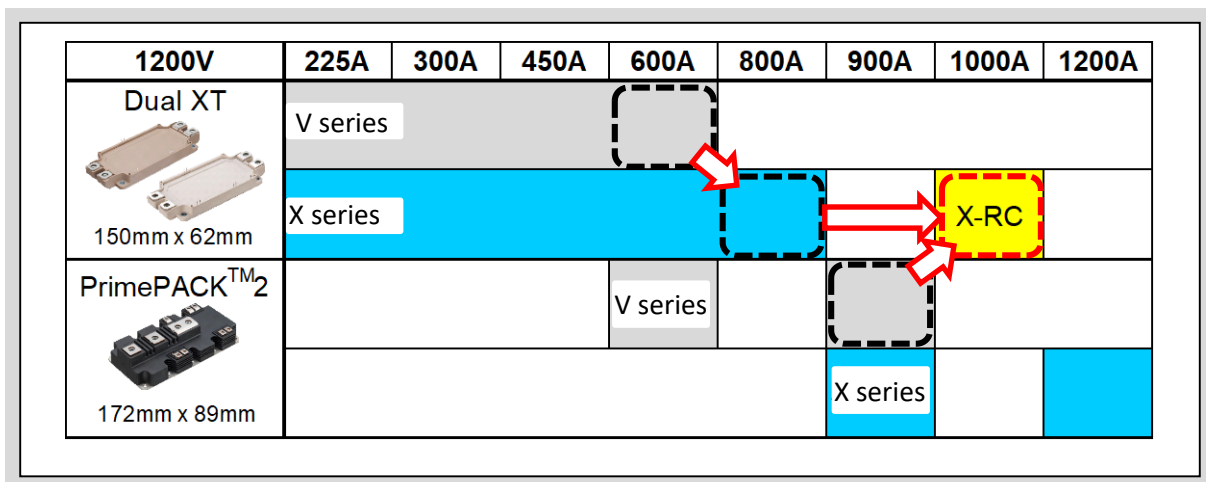 1200V 225A 300A 450A 600A 800A 900A 1000A 1200A
Dual XT
V series
X series
X-RC
150mm x 62mm
PrimePACK™2
V series
X series
172mm x 89mm